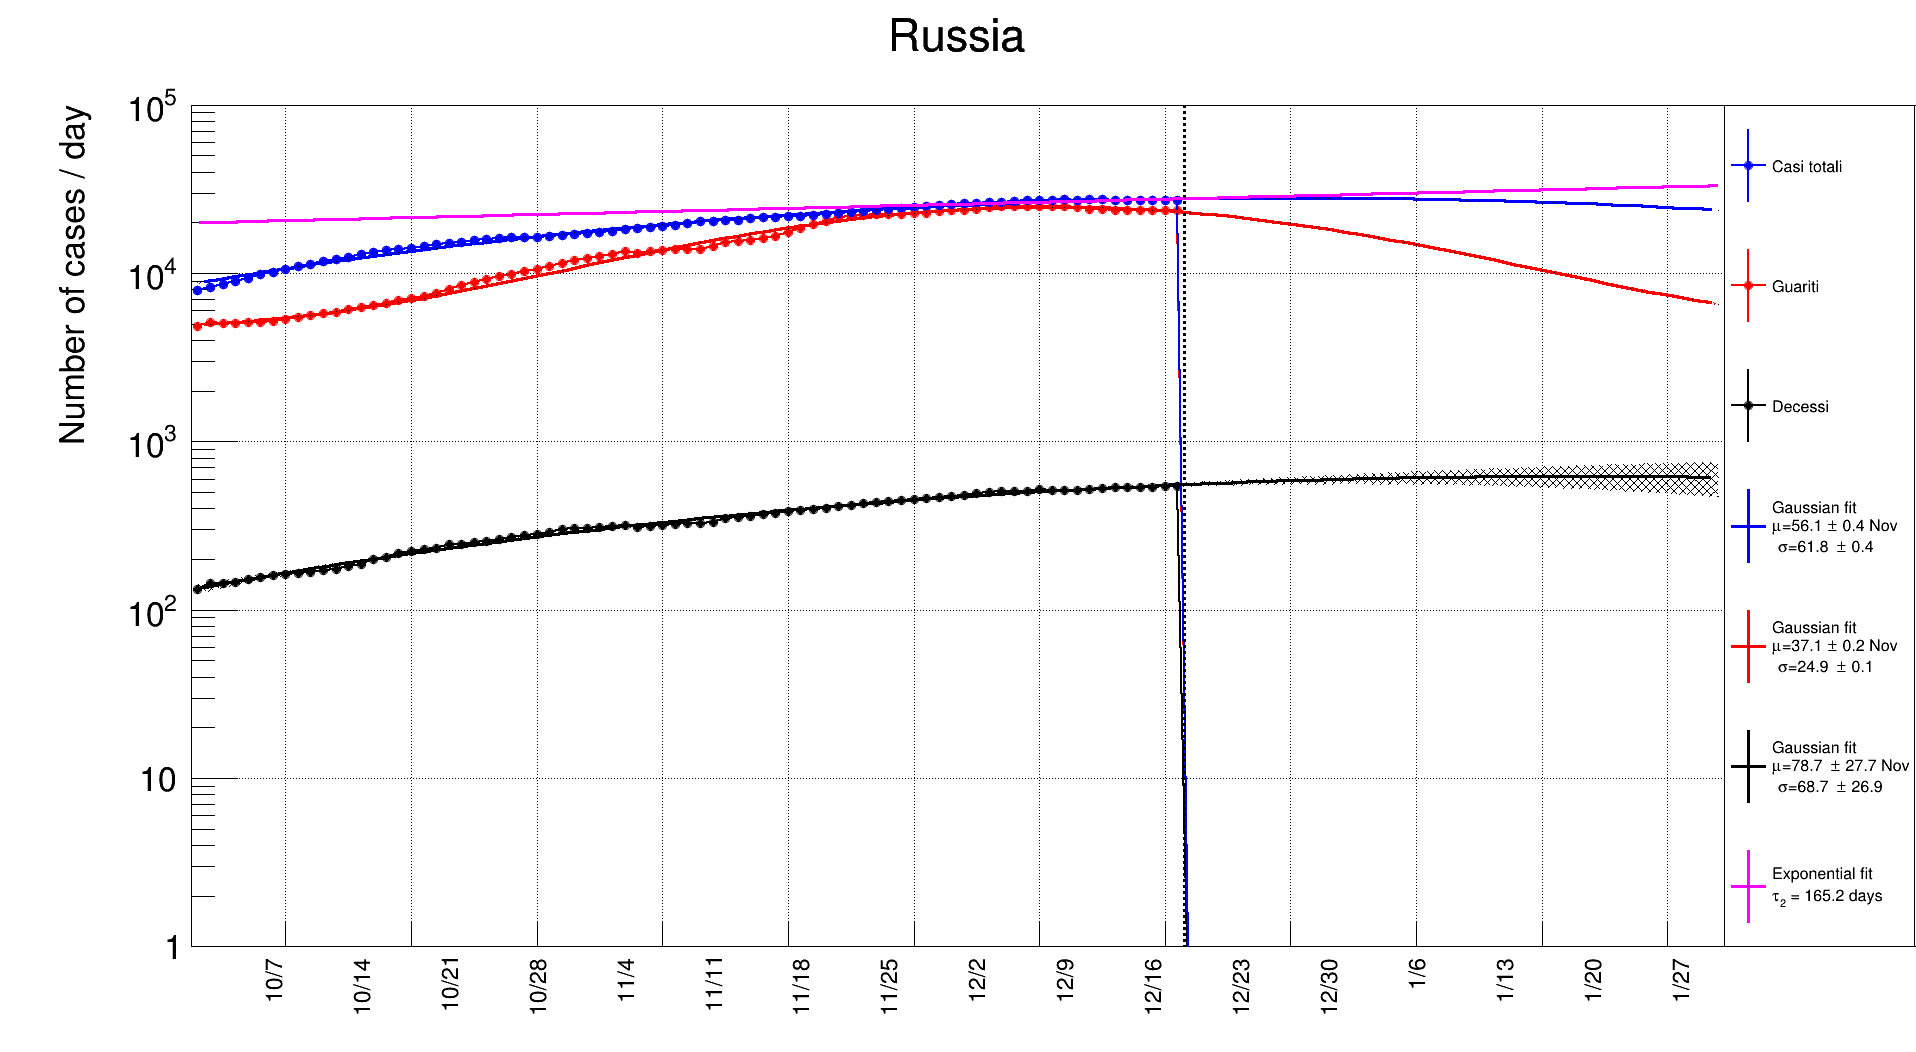 Russia
Number of cases / day
10^5
10^4
10^3
10^2
10
1
10/7
10/14
10/21
10/28
11/4
11/11
11/18
11/25
12/2
12/9
12/16
12/23
12/30
1/6
1/13
1/20
1/27
Casi totali
Guariti
Decessi
Gaussian fit
μ=56.1 ± 0.4 Nov
σ=61.8 ± 0.4
Gaussian fit
μ=37.1 ± 0.2 Nov
σ=24.9 ± 0.1
Gaussian fit
μ=78.7 ± 27.7 Nov
σ=68.7 ± 26.9
Exponential fit
τ₂ = 165.2 days